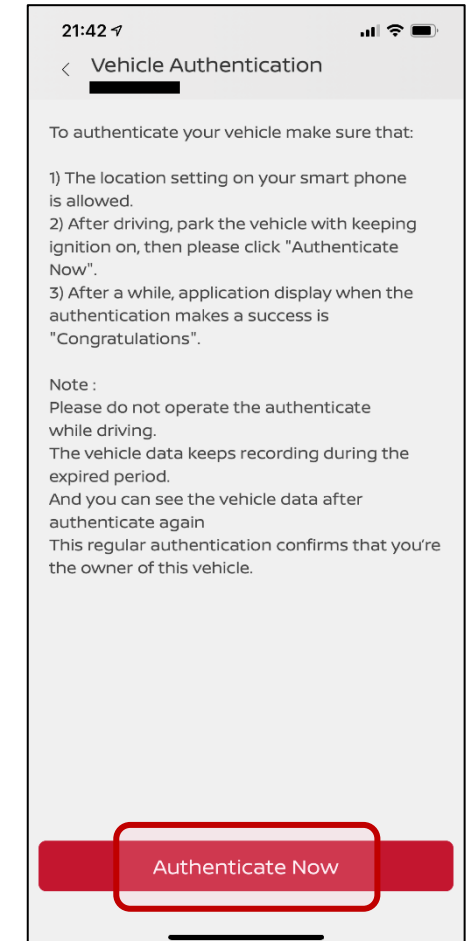 21:42
Vehicle Authentication
To authenticate your vehicle make sure that:
1) The location setting on your smart phone
is allowed.
2) After driving, park the vehicle with keeping
ignition on, then please click "Authenticate
Now".
3) After a while, application display when the
authentication makes a success is
"Congratulations".
Note :
Please do not operate the authenticate
while driving.
The vehicle data keeps recording during the
expired period.
And you can see the vehicle data after
authenticate again
This regular authentication confirms that you're
the owner of this vehicle.
Authenticate Now